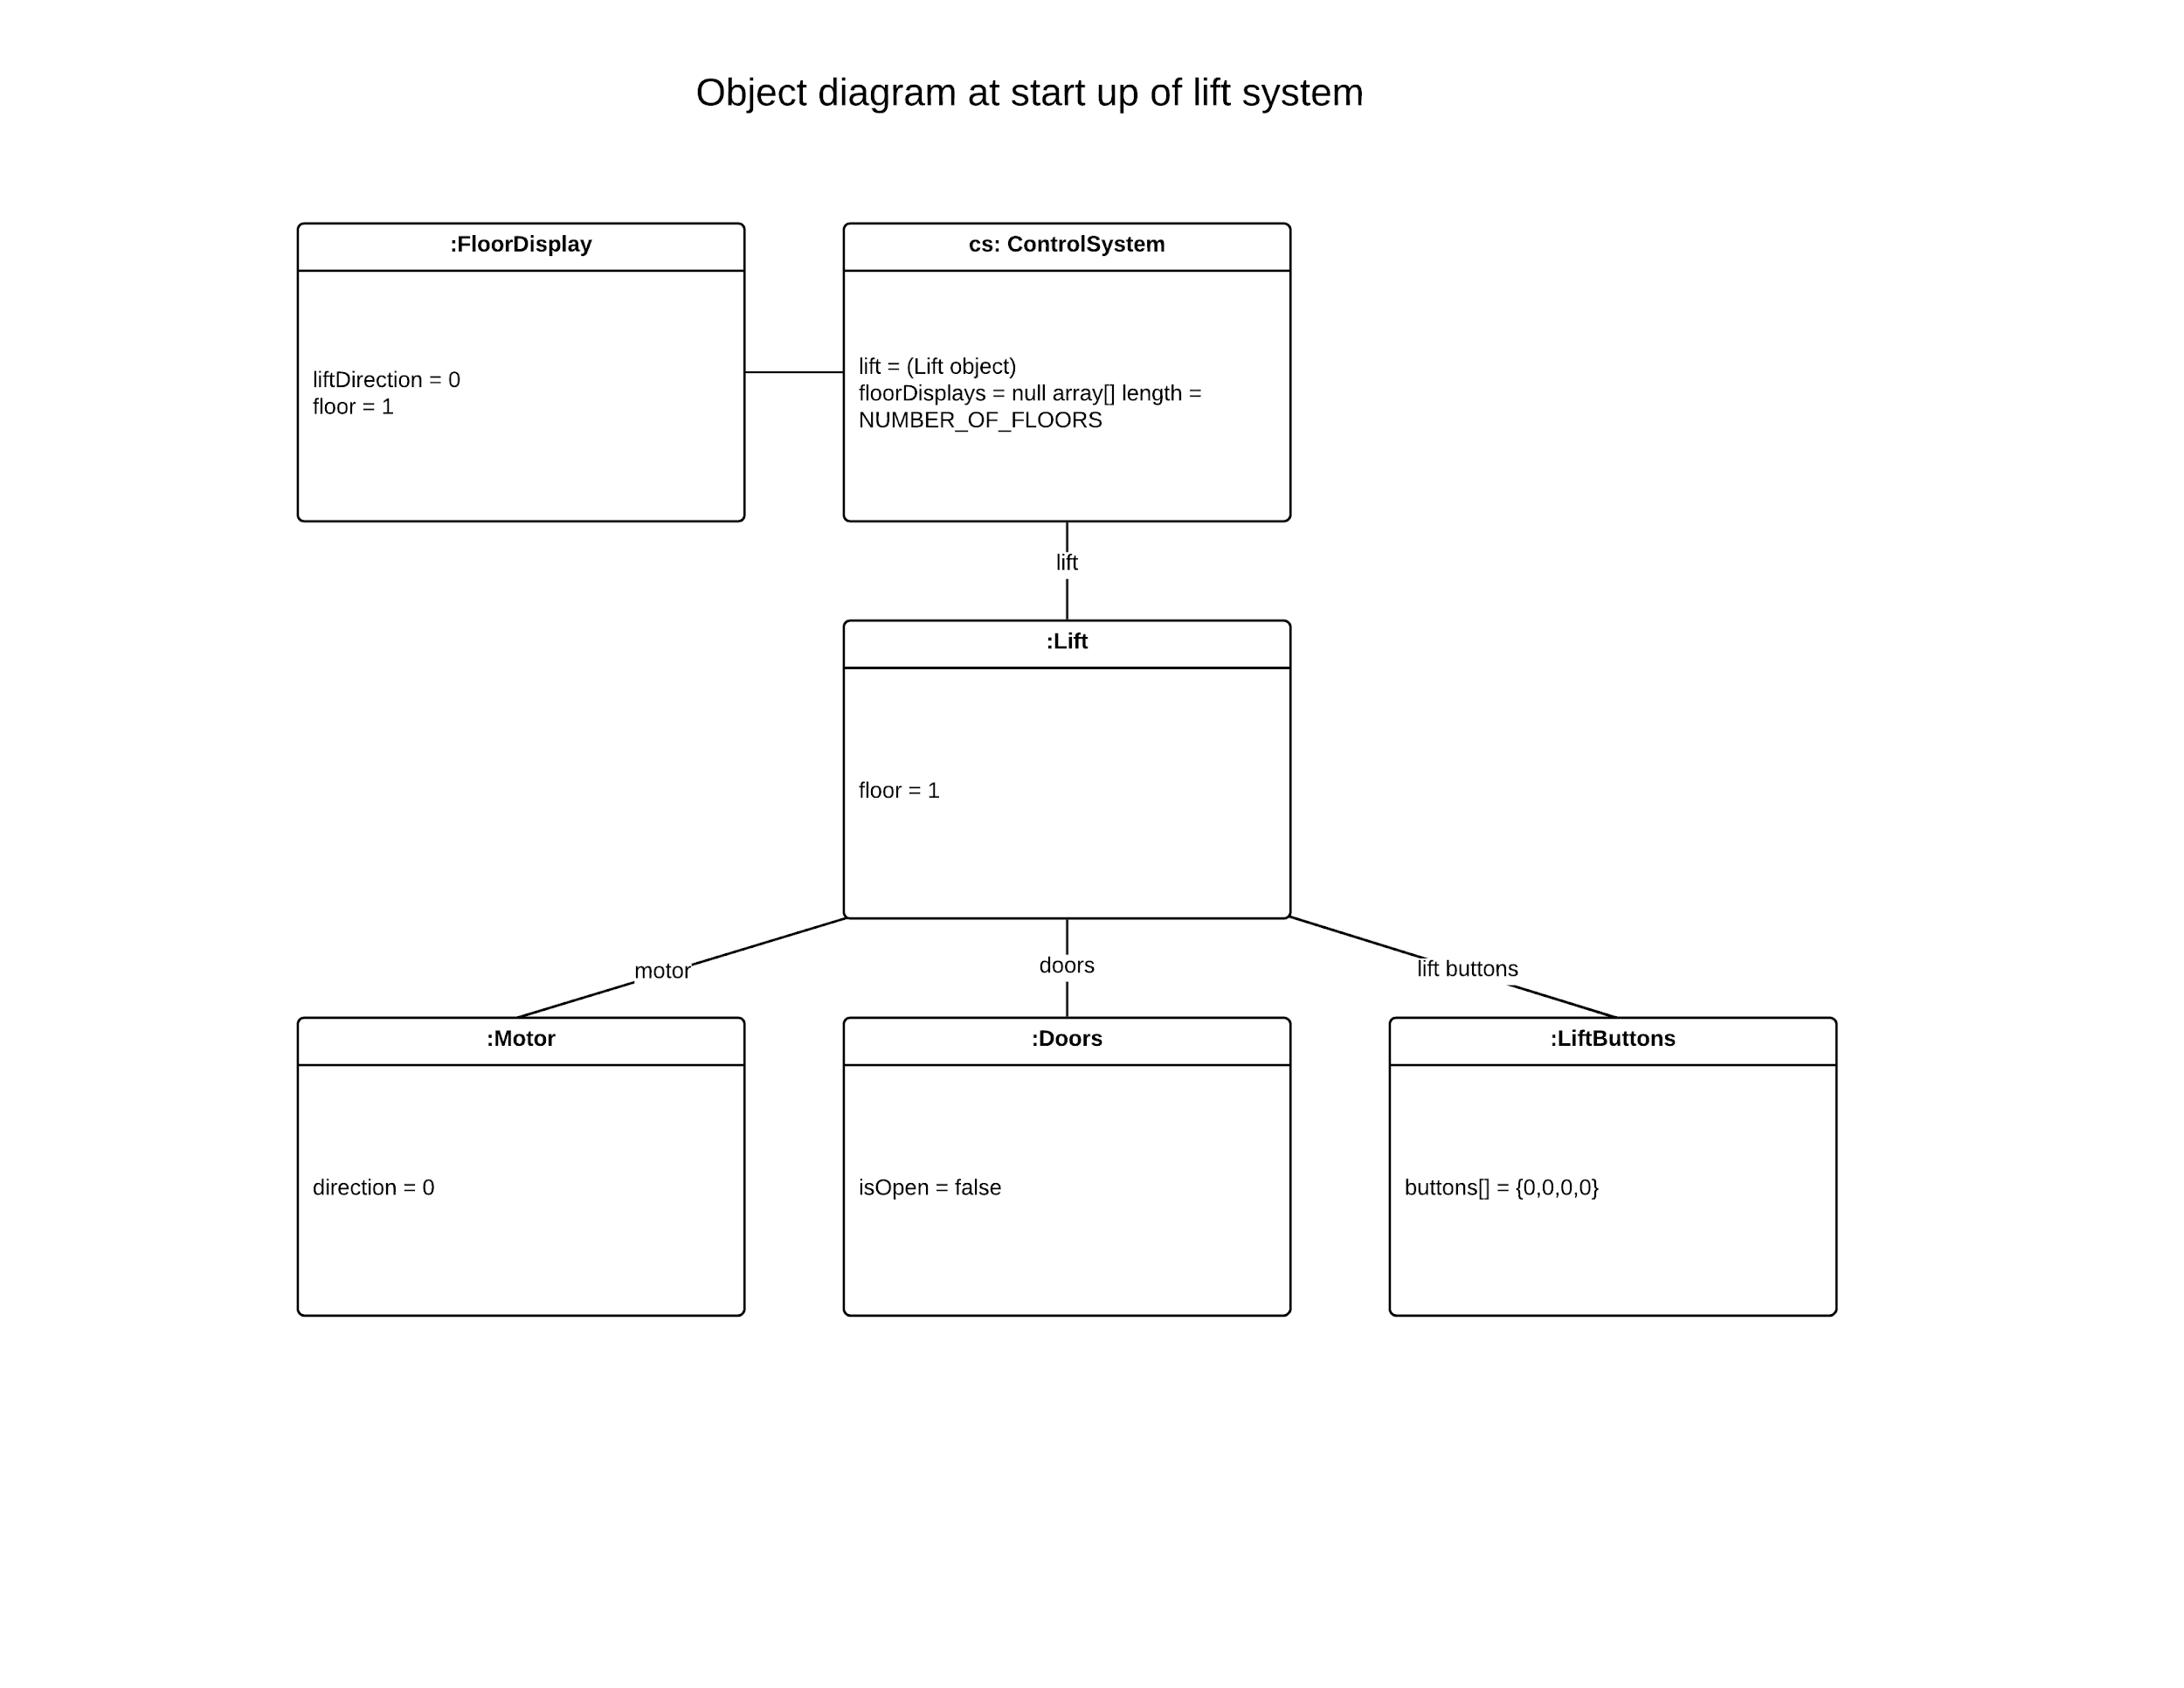 Object diagram at start up of lift system
:FloorDisplay
liftDirection = 0
floor = 1
cs: ControlSystem
lift = (Lift object)
floorDisplays = null array[] length =
NUMBER_OF_FLOORS
lift
:Lift
floor = 1
motor
doors
lift buttons
:Motor
direction = 0
:Doors
isOpen = false
:LiftButtons
buttons[] = {0,0,0,0}